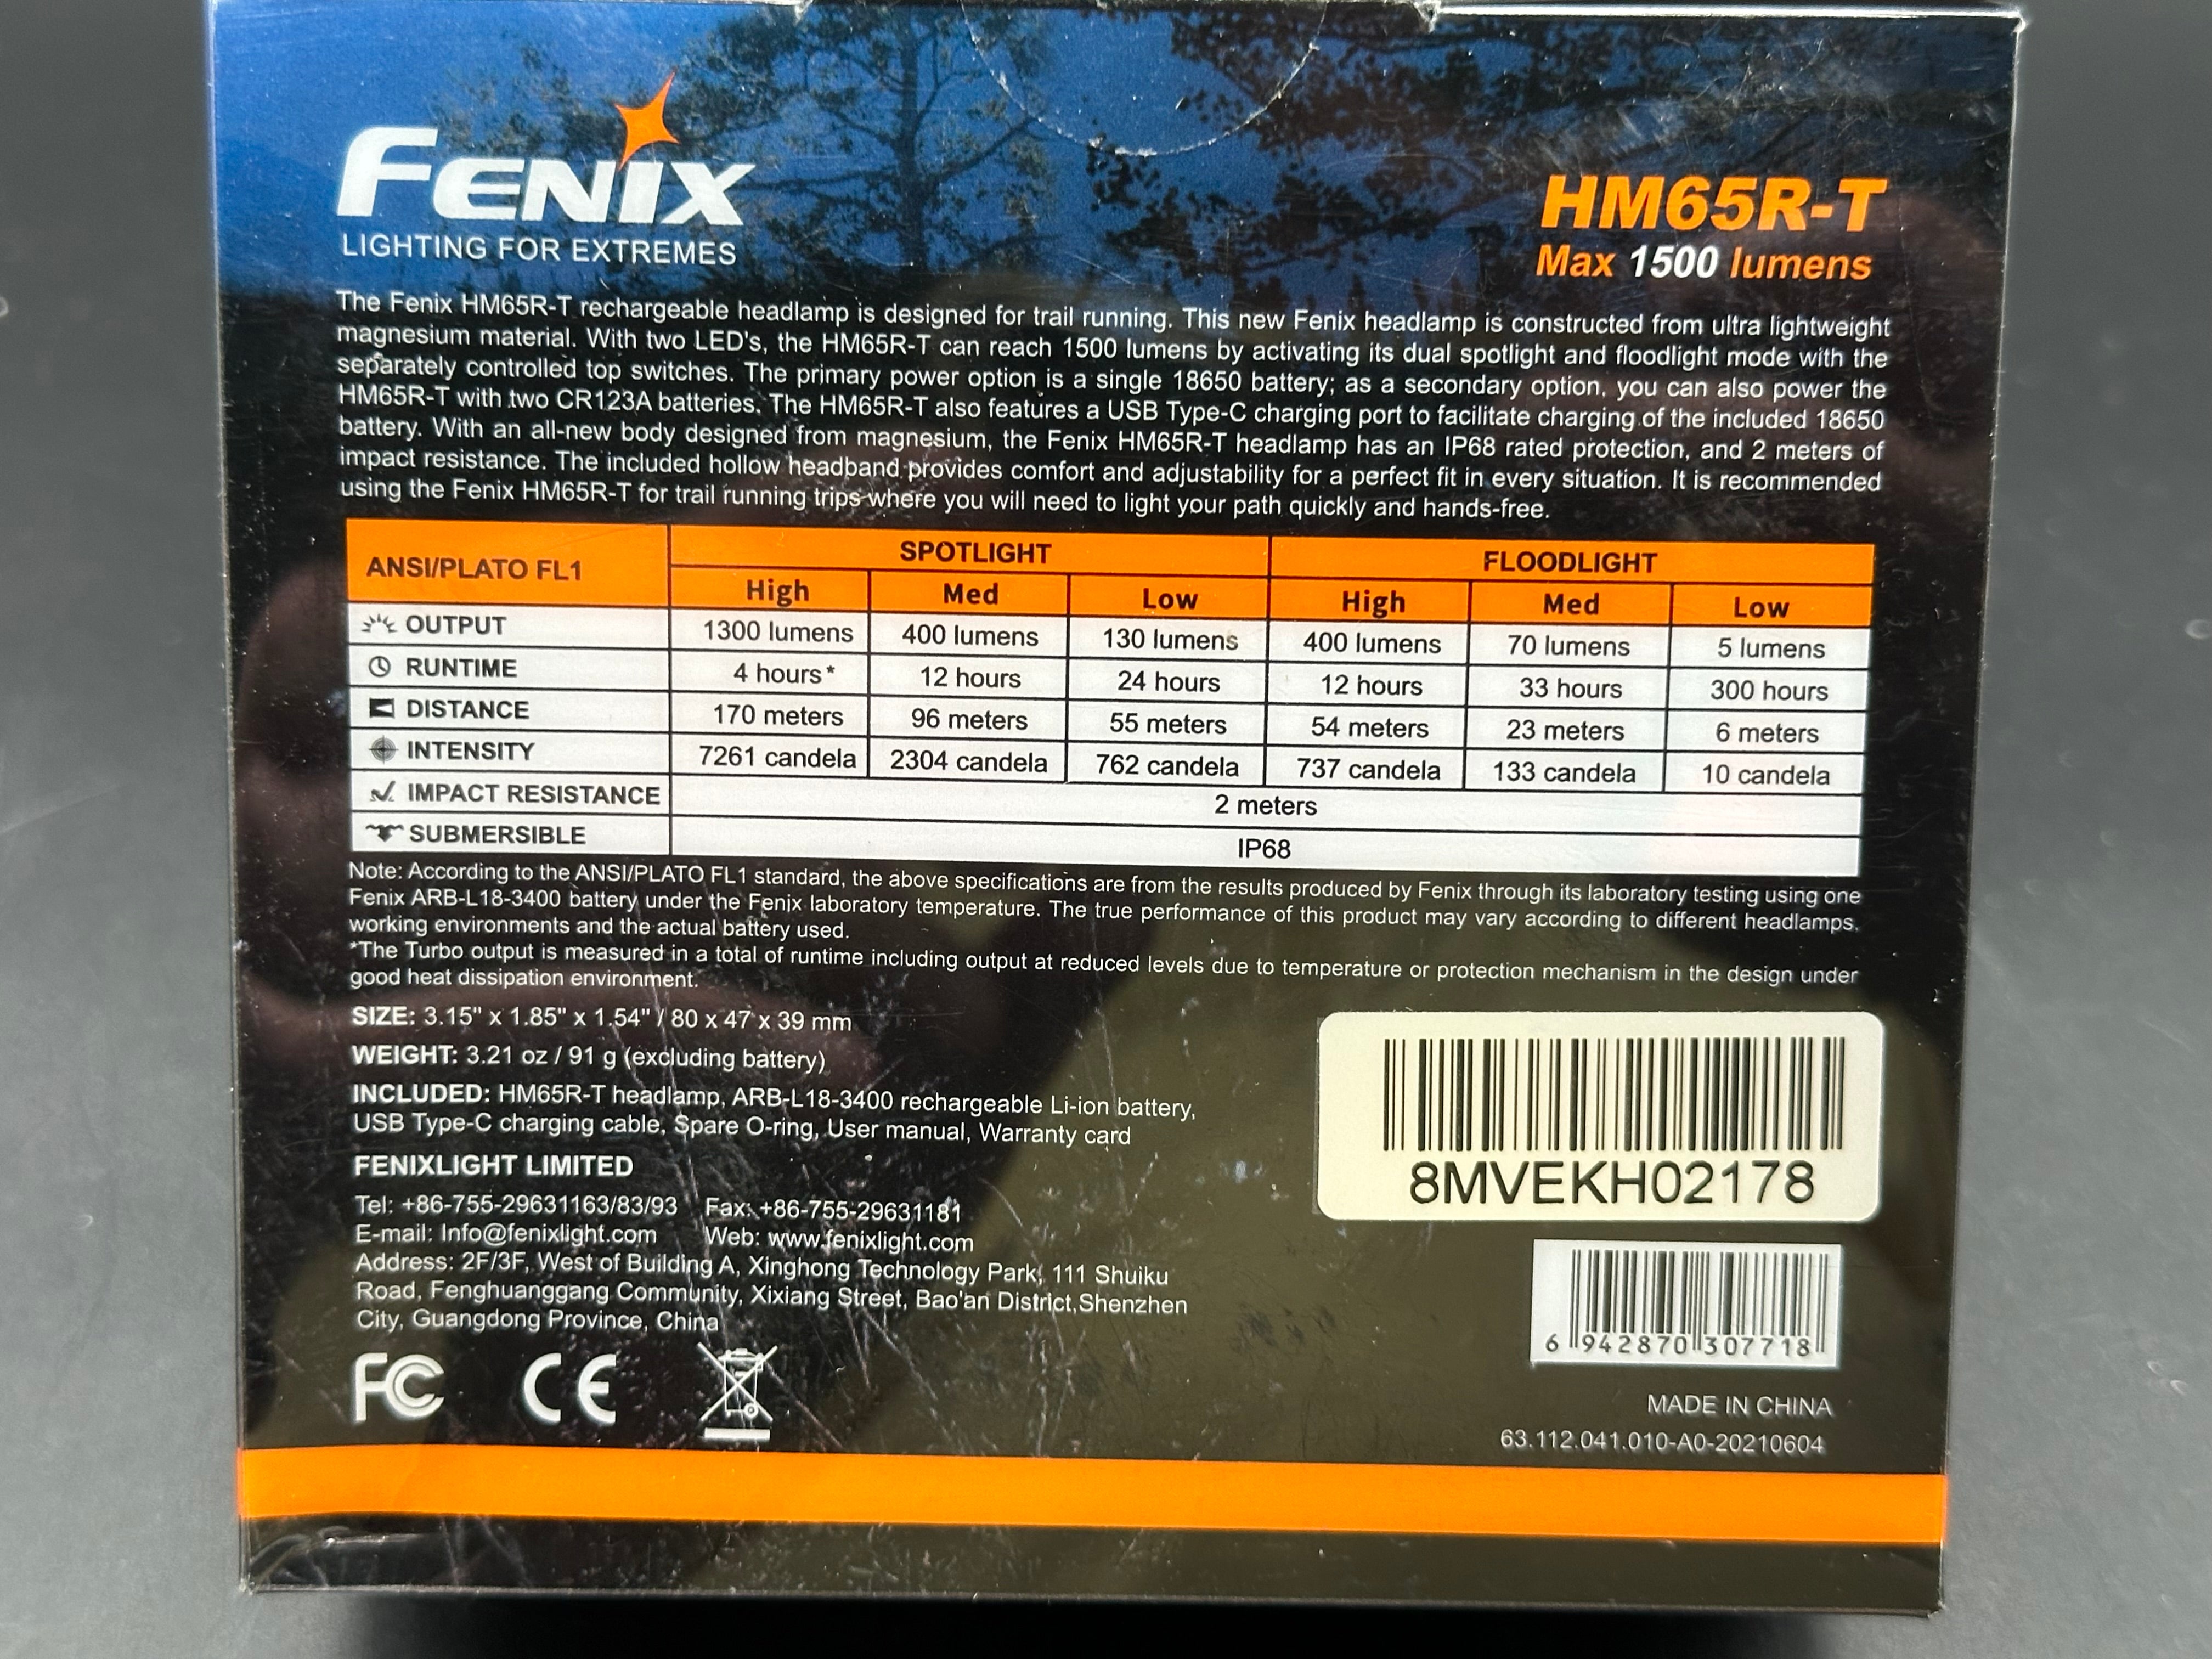 FENIX
LIGHTING FOR EXTREMES
HM65R-T
Max 1500 lumens
The Fenix HM65R-T rechargeable headlamp is designed for trail running. This new Fenix headlamp is constructed from ultra lightweight
magnesium material. With two LED's, the HM65R-T can reach 1500 lumens by activating its dual spotlight and floodlight mode with the
separately controlled top switches. The primary power option is a single 18650 battery; as a secondary option, you can also power the
HM65R-T with two CR123A batteries. The HM65R-T also features a USB Type-C charging port to facilitate charging of the included 18650
battery. With an all-new body designed from magnesium, the Fenix HM65R-T headlamp has an IP68 rated protection, and 2 meters of
impact resistance. The included hollow headband provides comfort and adjustability for a perfect fit in every situation. It is recommended
using the Fenix HM65R-T for trail running trips where you will need to light your path quickly and hands-free.
ANSI/PLATO FL1 SPOTLIGHT FLOODLIGHT
High Med Low High Med Low
OUTPUT 1300 lumens 400 lumens 130 lumens 400 lumens 70 lumens 5 lumens
RUNTIME 4 hours* 12 hours 24 hours 12 hours 33 hours 300 hours
DISTANCE 170 meters 96 meters 55 meters 54 meters 23 meters 6 meters
INTENSITY 7261 candela 2304 candela 762 candela 737 candela 133 candela 10 candela
IMPACT RESISTANCE 2 meters
SUBMERSIBLE IP68
Note: According to the ANSI/PLATO FL1 standard, the above specifications are from the results produced by Fenix through its laboratory testing using one
Fenix ARB-L18-3400 battery under the Fenix laboratory temperature. The true performance of this product may vary according to different headlamps,
working environments and the actual battery used.
*The Turbo output is measured in a total of runtime including output at reduced levels due to temperature or protection mechanism in the design under
good heat dissipation environment.
SIZE: 3.15" x 1.85" x 1.54" / 80 x 47 x 39 mm
WEIGHT: 3.21 oz / 91 g (excluding battery)
INCLUDED: HM65R-T headlamp, ARB-L18-3400 rechargeable Li-ion battery,
USB Type-C charging cable, Spare O-ring, User manual, Warranty card
FENIXLIGHT LIMITED
Tel: +86-755-29631163/83/93 Fax: +86-755-29631181
E-mail: Info@fenixlight.com Web: www.fenixlight.com
Address: 2F/3F, West of Building A, Xinghong Technology Park, 111 Shuiku
Road, Fenghuanggang Community, Xixiang Street, Bao'an District,Shenzhen
City, Guangdong Province, China
FC CE
8MVEKH02178
6 942870 307718
MADE IN CHINA
63.112.041.010-A0-20210604